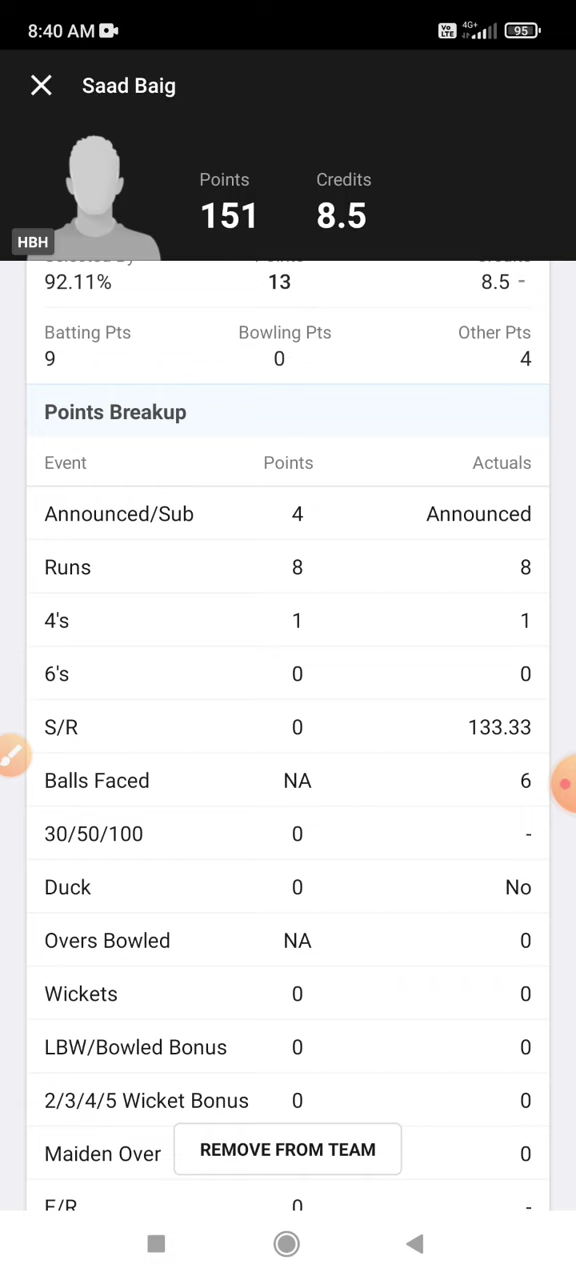 8:40 AM Vo LTE 4G+ 95
Saad Baig
Points Credits
151 8.5
HBH
92.11% 13 8.5 -
Batting Pts Bowling Pts Other Pts
9 0 4
Points Breakup
Event Points Actuals
Announced/Sub 4 Announced
Runs 8 8
4's 1 1
6's 0 0
S/R 0 133.33
Balls Faced NA 6
30/50/100 0 -
Duck 0 No
Overs Bowled NA 0
Wickets 0 0
LBW/Bowled Bonus 0 0
2/3/4/5 Wicket Bonus 0 0
Maiden Over 0
REMOVE FROM TEAM
E/R 0 -